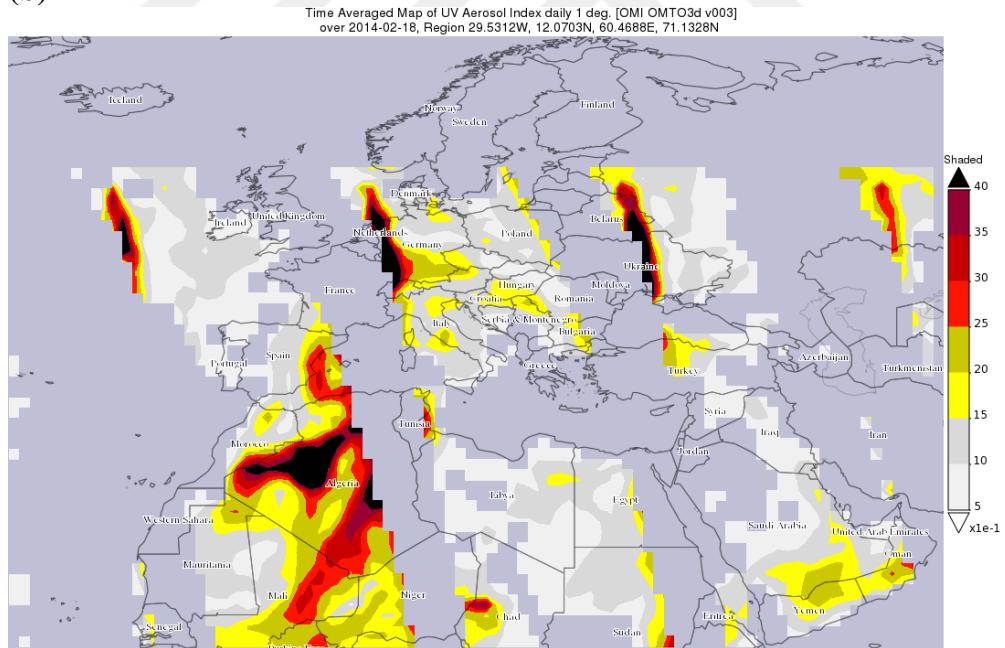 (b)
Time Averaged Map of UV Aerosol Index daily 1 deg. [OMI OMTO3d v003]
over 2014-02-18, Region 29.5312W, 12.0703N, 60.4688E, 71.1328N
Iceland
Norway
Finland
Sweden
Shaded
40
Denmark
Ireland
United Kingdom
Belarus
Netherlands
Poland
35
Germany
Ukraine
30
France
Hungary
Moldova
Croatia
Romania
25
Italy
Serbia & Montenegro
Bulgaria
Spain
Portugal
Greece
Turkey
Azerbaijan
Turkmenistan
20
Syria
15
Tunisia
Iraq
Iran
Morocco
Jordan
10
Algeria
Libya
Egypt
5
Western Sahara
Saudi Arabia
United Arab Emirates
x1e-1
Oman
Mauritania
Mali
Niger
Chad
Yemen
Eritrea
Senegal
Sudan